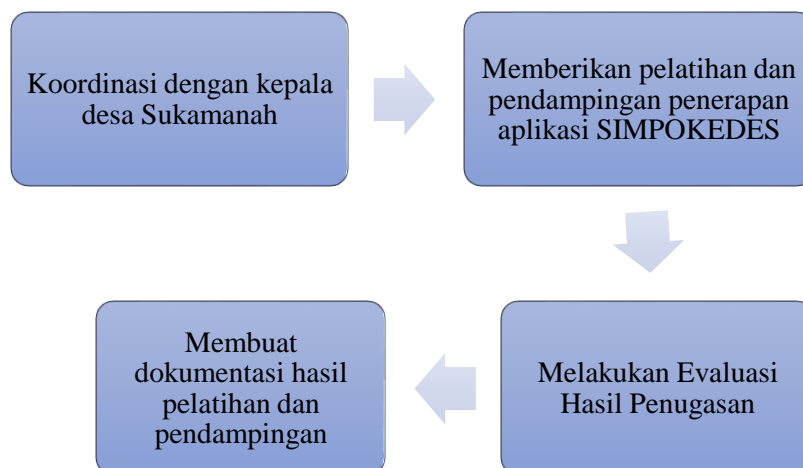 Koordinasi dengan kepala
desa Sukamanah
Memberikan pelatihan dan
pendampingan penerapan
aplikasi SIMPOKEDES
Melakukan Evaluasi
Hasil Penugasan
Membuat
dokumentasi hasil
pelatihan dan
pendampingan